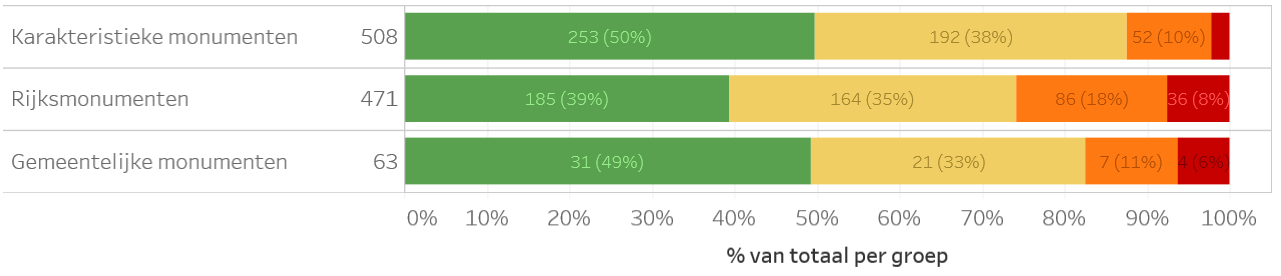 Karakteristieke monumenten 508 253 (50%) 192 (38%) 52 (10%)
Rijksmonumenten 471 185 (39%) 164 (35%) 86 (18%) 36 (8%)
Gemeentelijke monumenten 63 31 (49%) 21 (33%) 7 (11%) 4 (6%)
0% 10% 20% 30% 40% 50% 60% 70% 80% 90% 100%
% van totaal per groep